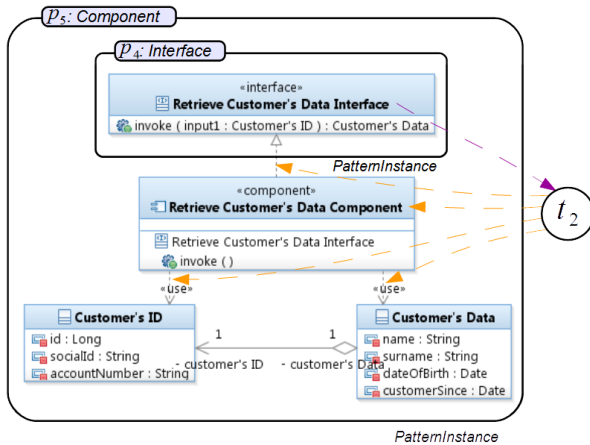 p5: Component
p4: Interface
«interface»
Retrieve Customer's Data Interface
invoke ( input1 : Customer's ID ) : Customer's Data
PatternInstance
«component»
Retrieve Customer's Data Component
t2
Retrieve Customer's Data Interface
invoke ( )
«use»
«use»
Customer's ID
id : Long
socialId : String
accountNumber : String
1
1
- customer's ID
- customer's Data
Customer's Data
name : String
surname : String
dateOfBirth : Date
customerSince : Date
PatternInstance